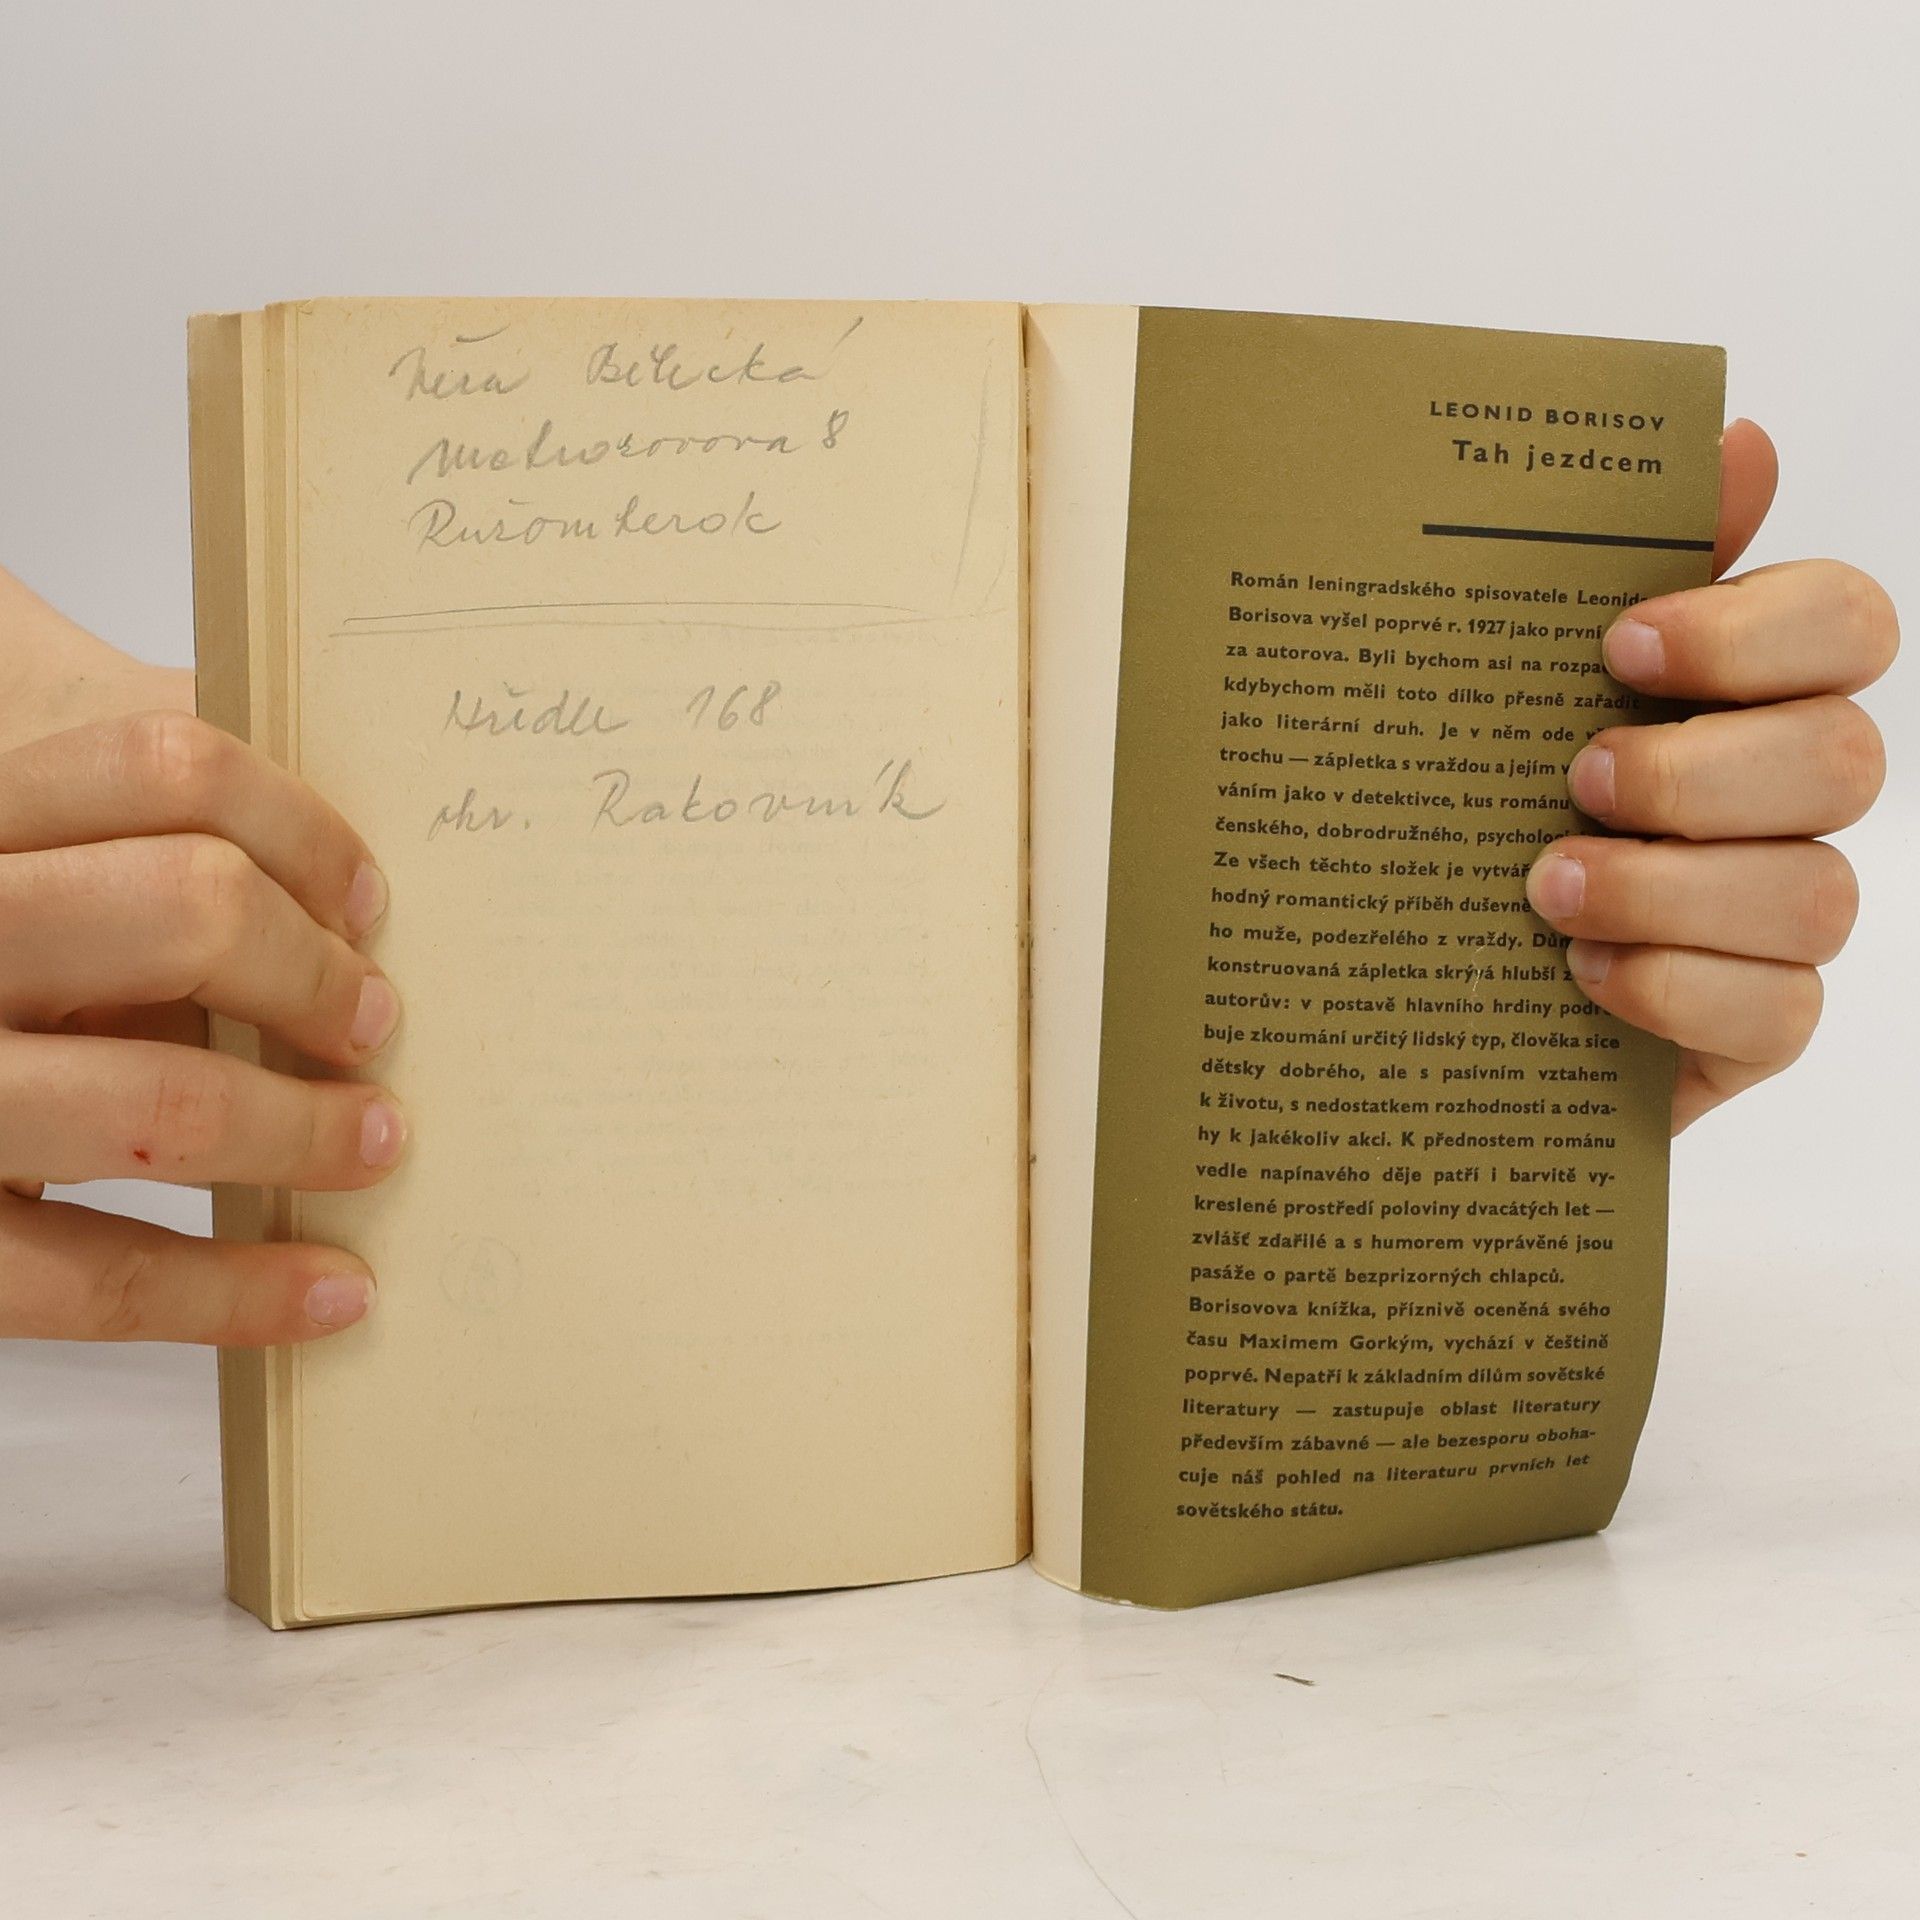 Věra Bělecká
8
Ružomberok
Hředle 168
okr. Rakovník
LEONID BORISOV
Tah jezdcem
Román leningradského spisovatele Leonida
Borisova vyšel poprvé r. 1927 jako první
za autorova. Byli bychom asi na rozpa
kdybychom měli toto dílko přesně zařadit
jako literární druh. Je v něm ode
trochu — zápletka s vraždou a jejím v
váním jako v detektivce, kus románu
čenského, dobrodružného, psycholog
Ze všech těchto složek je vytvář
hodný romantický příběh duševně
ho muže, podezřelého z vraždy. Dům
konstruovaná zápletka skrývá hlubší z
autorův: v postavě hlavního hrdiny podro
buje zkoumání určitý lidský typ, člověka sice
dětsky dobrého, ale s pasívním vztahem
k životu, s nedostatkem rozhodnosti a odva-
hy k jakékoliv akci. K přednostem románu
vedle napínavého děje patří i barvitě vy-
kreslené prostředí poloviny dvacátých let —
zvlášť zdařilé a s humorem vyprávěné jsou
pasáže o partě bezprizorných chlapců.
Borisovova knížka, příznivě oceněná svého
času Maximem Gorkým, vychází v češtině
poprvé. Nepatří k základním dílům sovětské
literatury — zastupuje oblast literatury
především zábavné — ale bezesporu oboha-
cuje náš pohled na literaturu prvních let
sovětského státu.